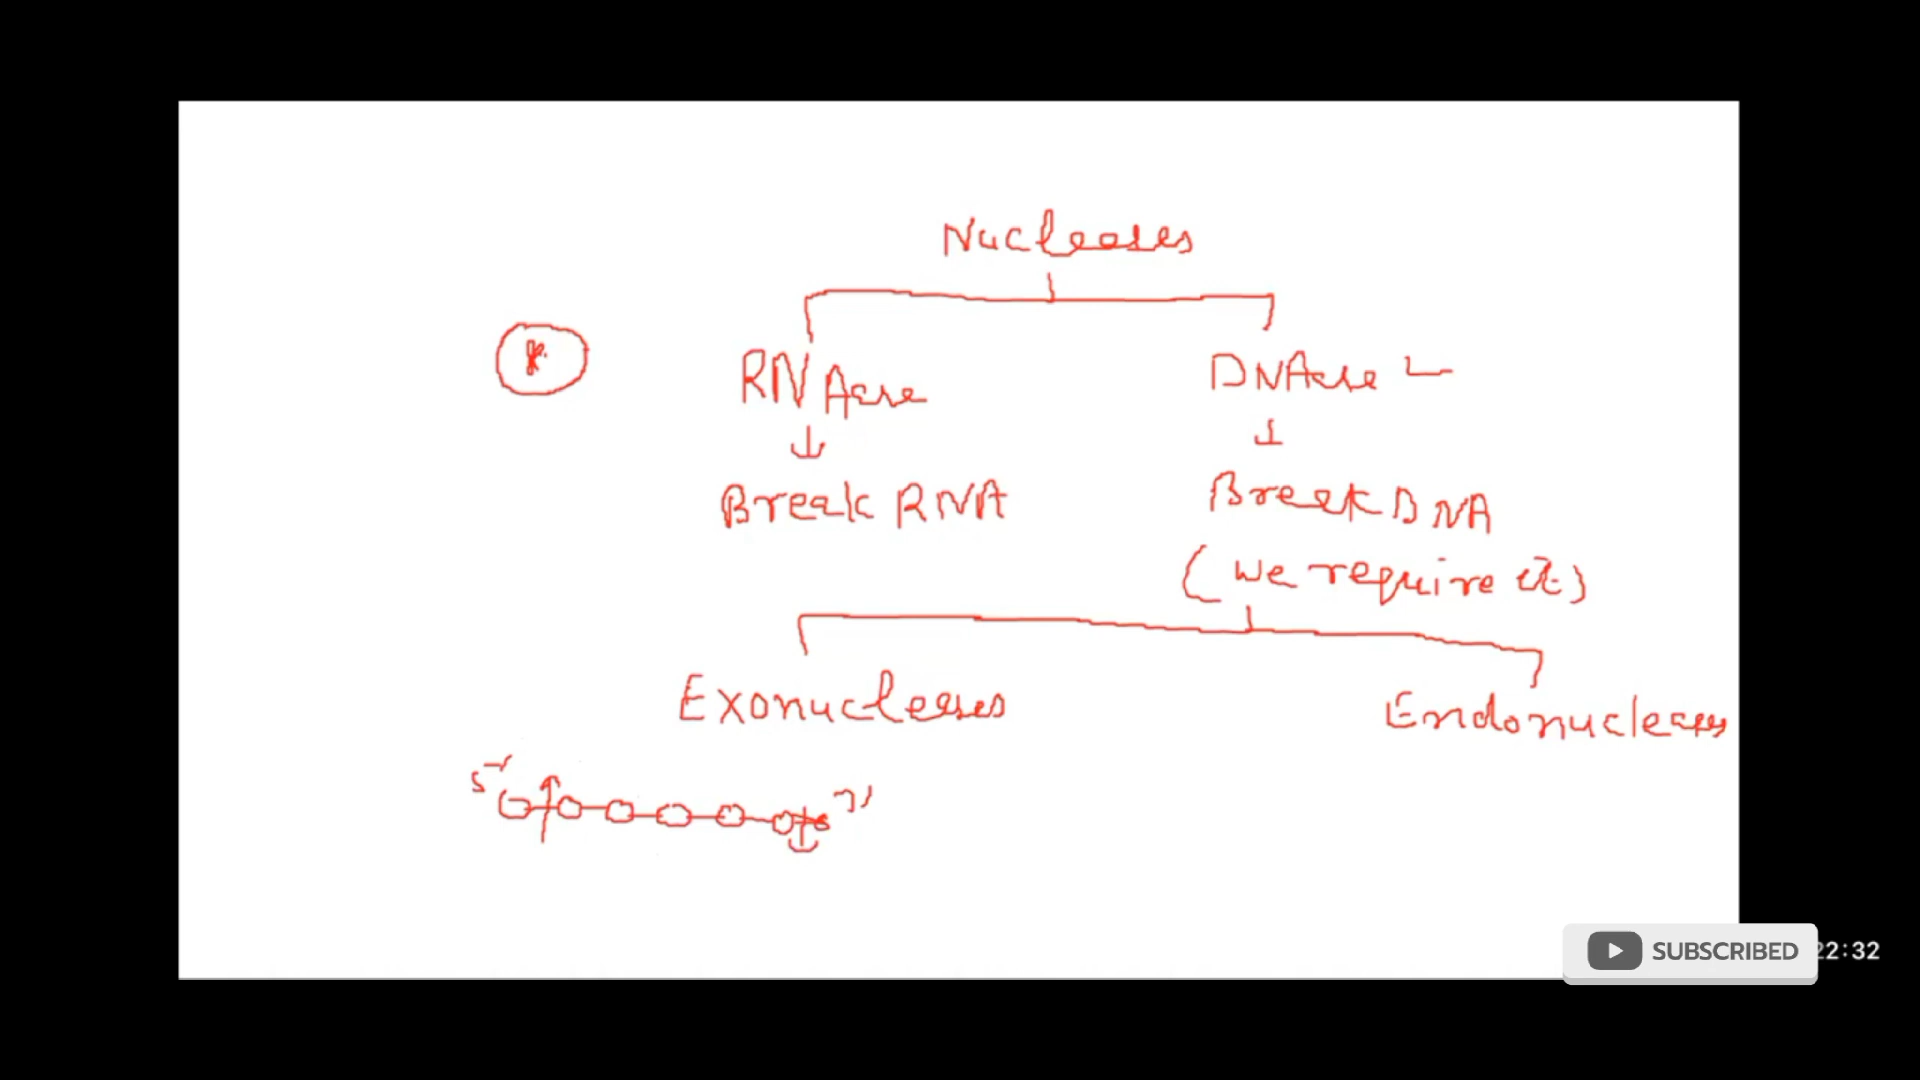 Nucleases
RNAase
DNAase
Break RNA
Break DNA
(we require it)
Exonucleases
Endonucleases
5'
3'
SUBSCRIBED
22:32